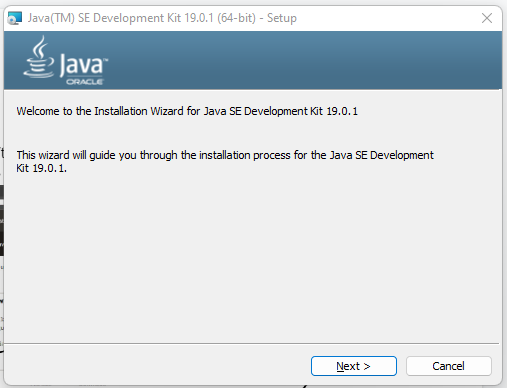 Java(TM) SE Development Kit 19.0.1 (64-bit) - Setup
Java™
ORACLE
Welcome to the Installation Wizard for Java SE Development Kit 19.0.1
This wizard will guide you through the installation process for the Java SE Development
Kit 19.0.1.
Next >
Cancel